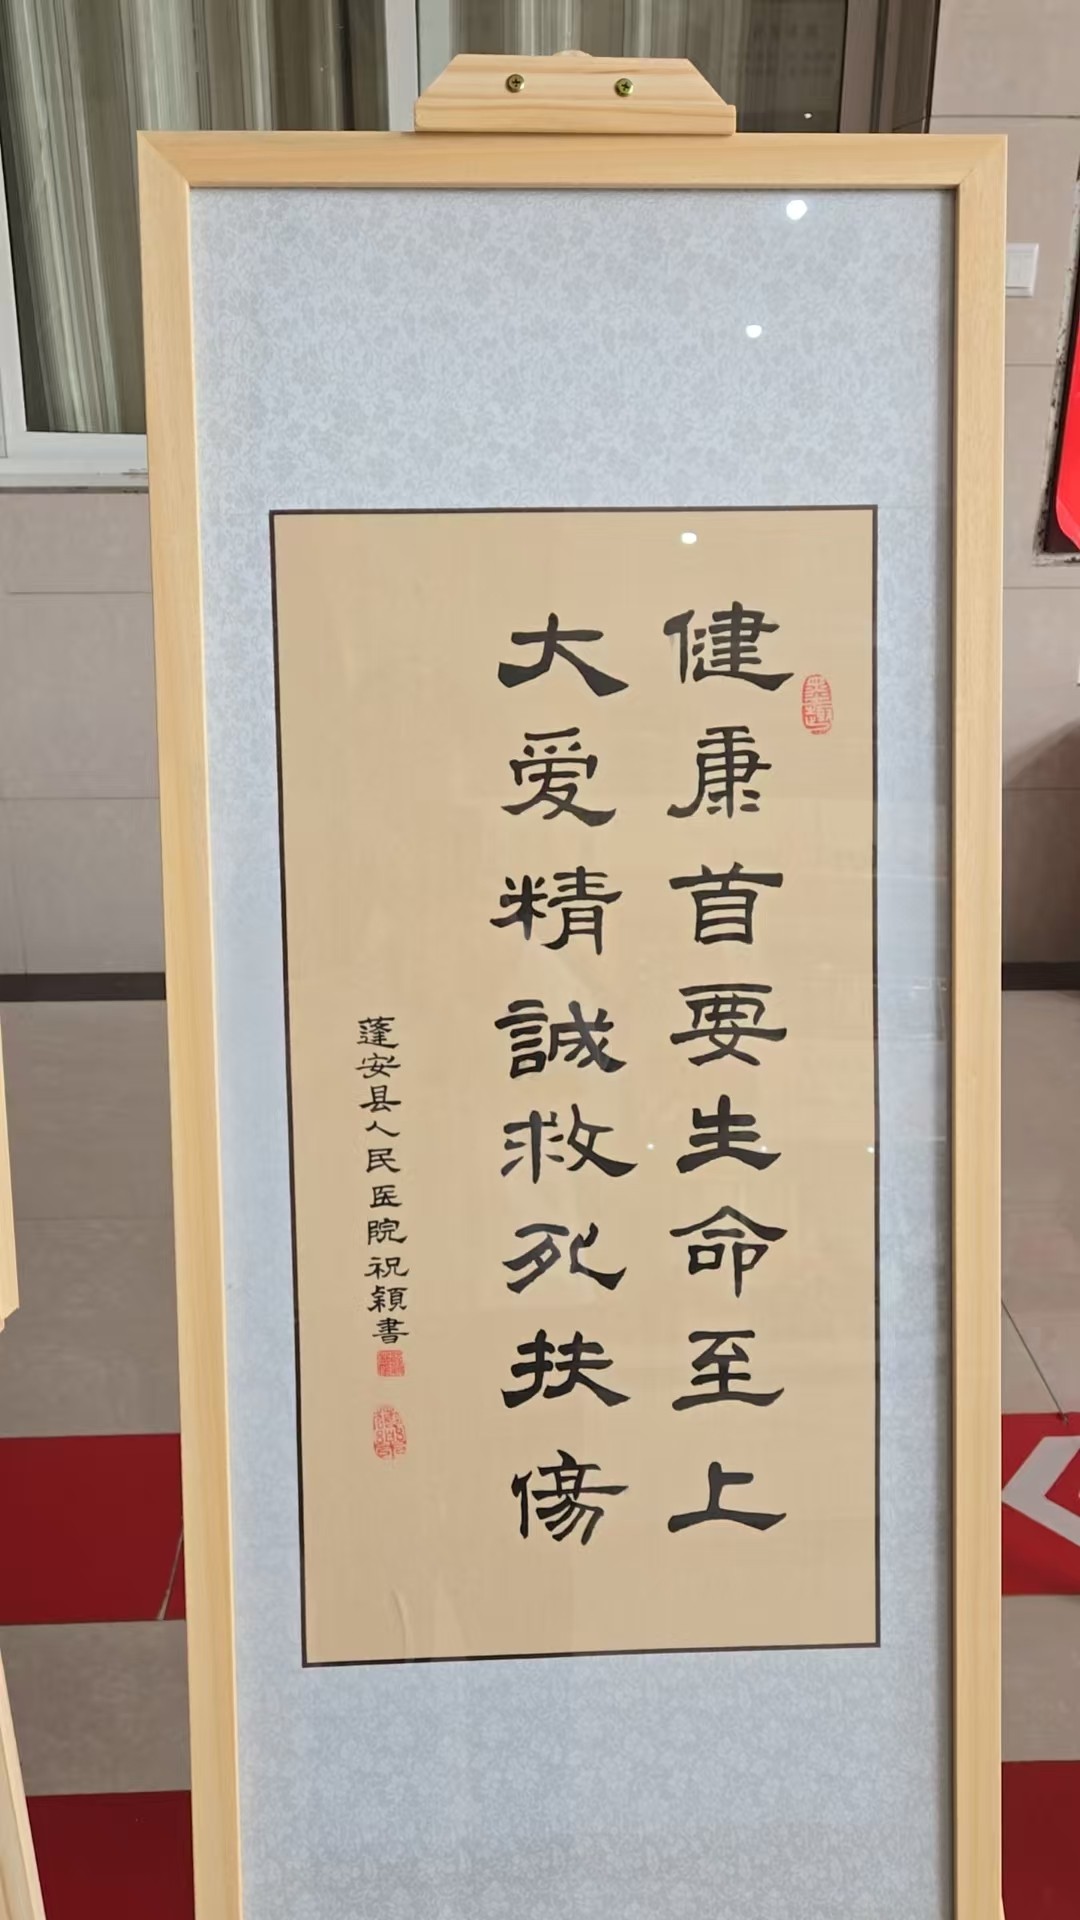 健康首要生命至上
大爱精誠救死扶傷
蓬安县人民医院祝颖書